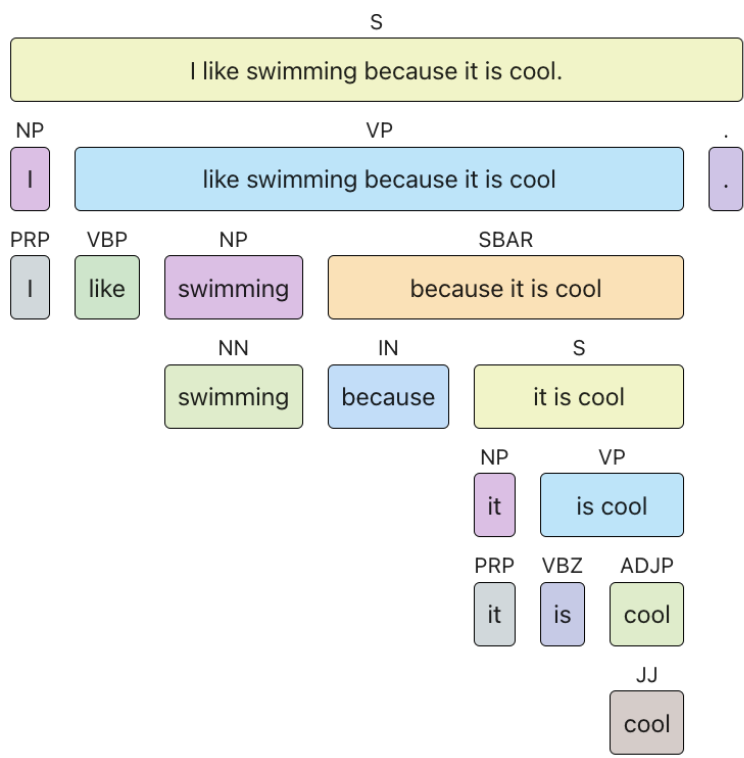 S
I like swimming because it is cool.
NP VP .
I like swimming because it is cool .
PRP VBP NP SBAR
I like swimming because it is cool
NN IN S
swimming because it is cool
NP VP
it is cool
PRP VBZ ADJP
it is cool
JJ
cool